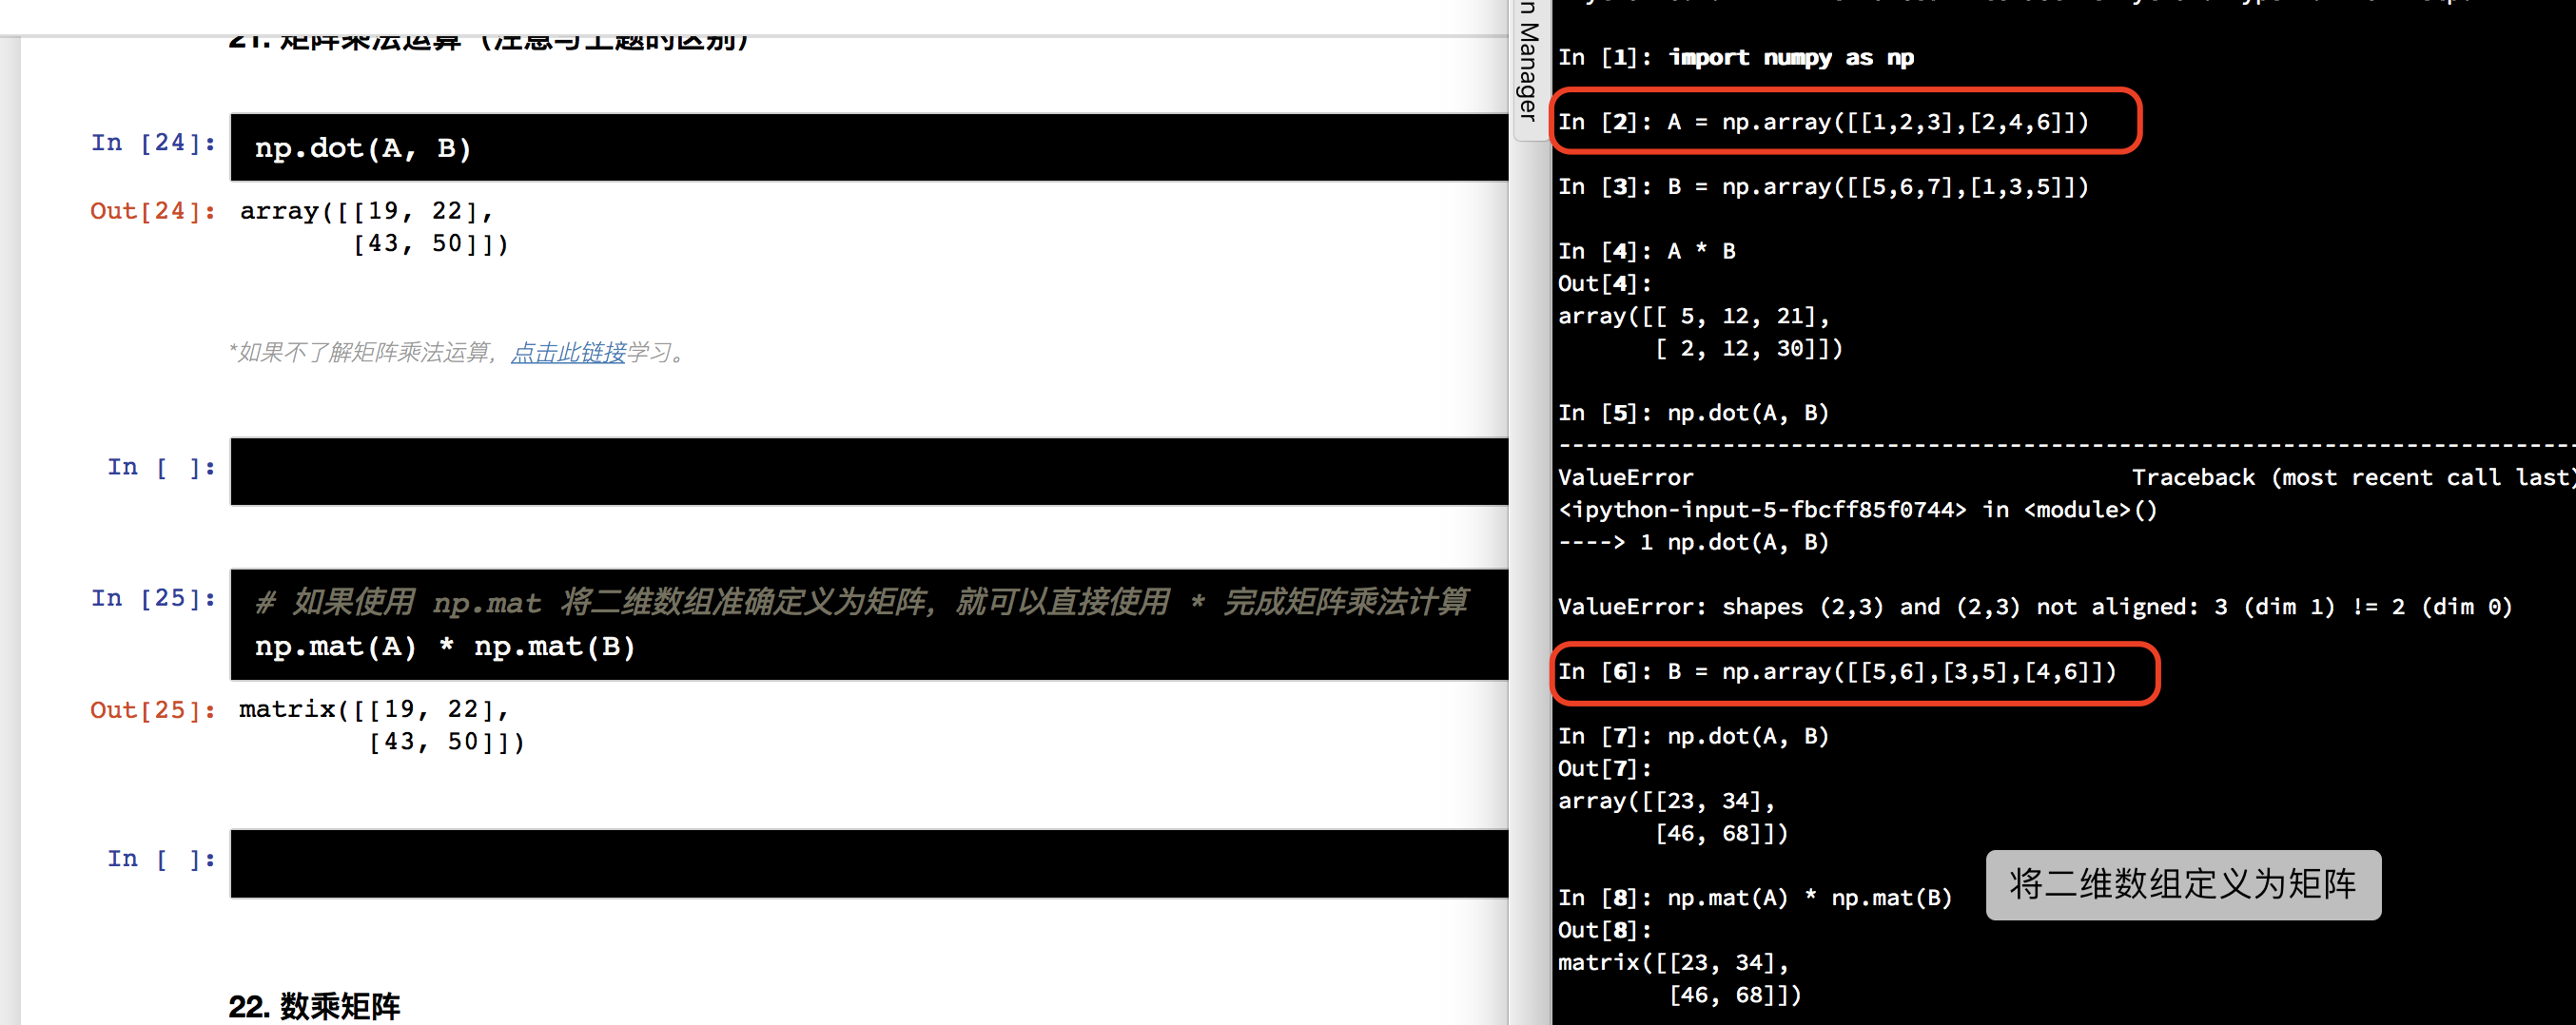 21. 矩阵乘法运算（注意与上题的区别）
In [24]: np.dot(A, B)
Out[24]: array([[19, 22],
[43, 50]])
*如果不了解矩阵乘法运算，点击此链接学习。
In [ ]:
In [25]: # 如果使用 np.mat 将二维数组准确定义为矩阵，就可以直接使用 * 完成矩阵乘法计算
np.mat(A) * np.mat(B)
Out[25]: matrix([[19, 22],
[43, 50]])
In [ ]:
22. 数乘矩阵
n Manager
In [1]: import numpy as np
In [2]: A = np.array([[1,2,3],[2,4,6]])
In [3]: B = np.array([[5,6,7],[1,3,5]])
In [4]: A * B
Out[4]:
array([[ 5, 12, 21],
[ 2, 12, 30]])
In [5]: np.dot(A, B)
---------------------------------------------------------------------------
ValueError Traceback (most recent call last)
<ipython-input-5-fbcff85f0744> in <module>()
----> 1 np.dot(A, B)
ValueError: shapes (2,3) and (2,3) not aligned: 3 (dim 1) != 2 (dim 0)
In [6]: B = np.array([[5,6],[3,5],[4,6]])
In [7]: np.dot(A, B)
Out[7]:
array([[23, 34],
[46, 68]])
In [8]: np.mat(A) * np.mat(B)
将二维数组定义为矩阵
Out[8]:
matrix([[23, 34],
[46, 68]])